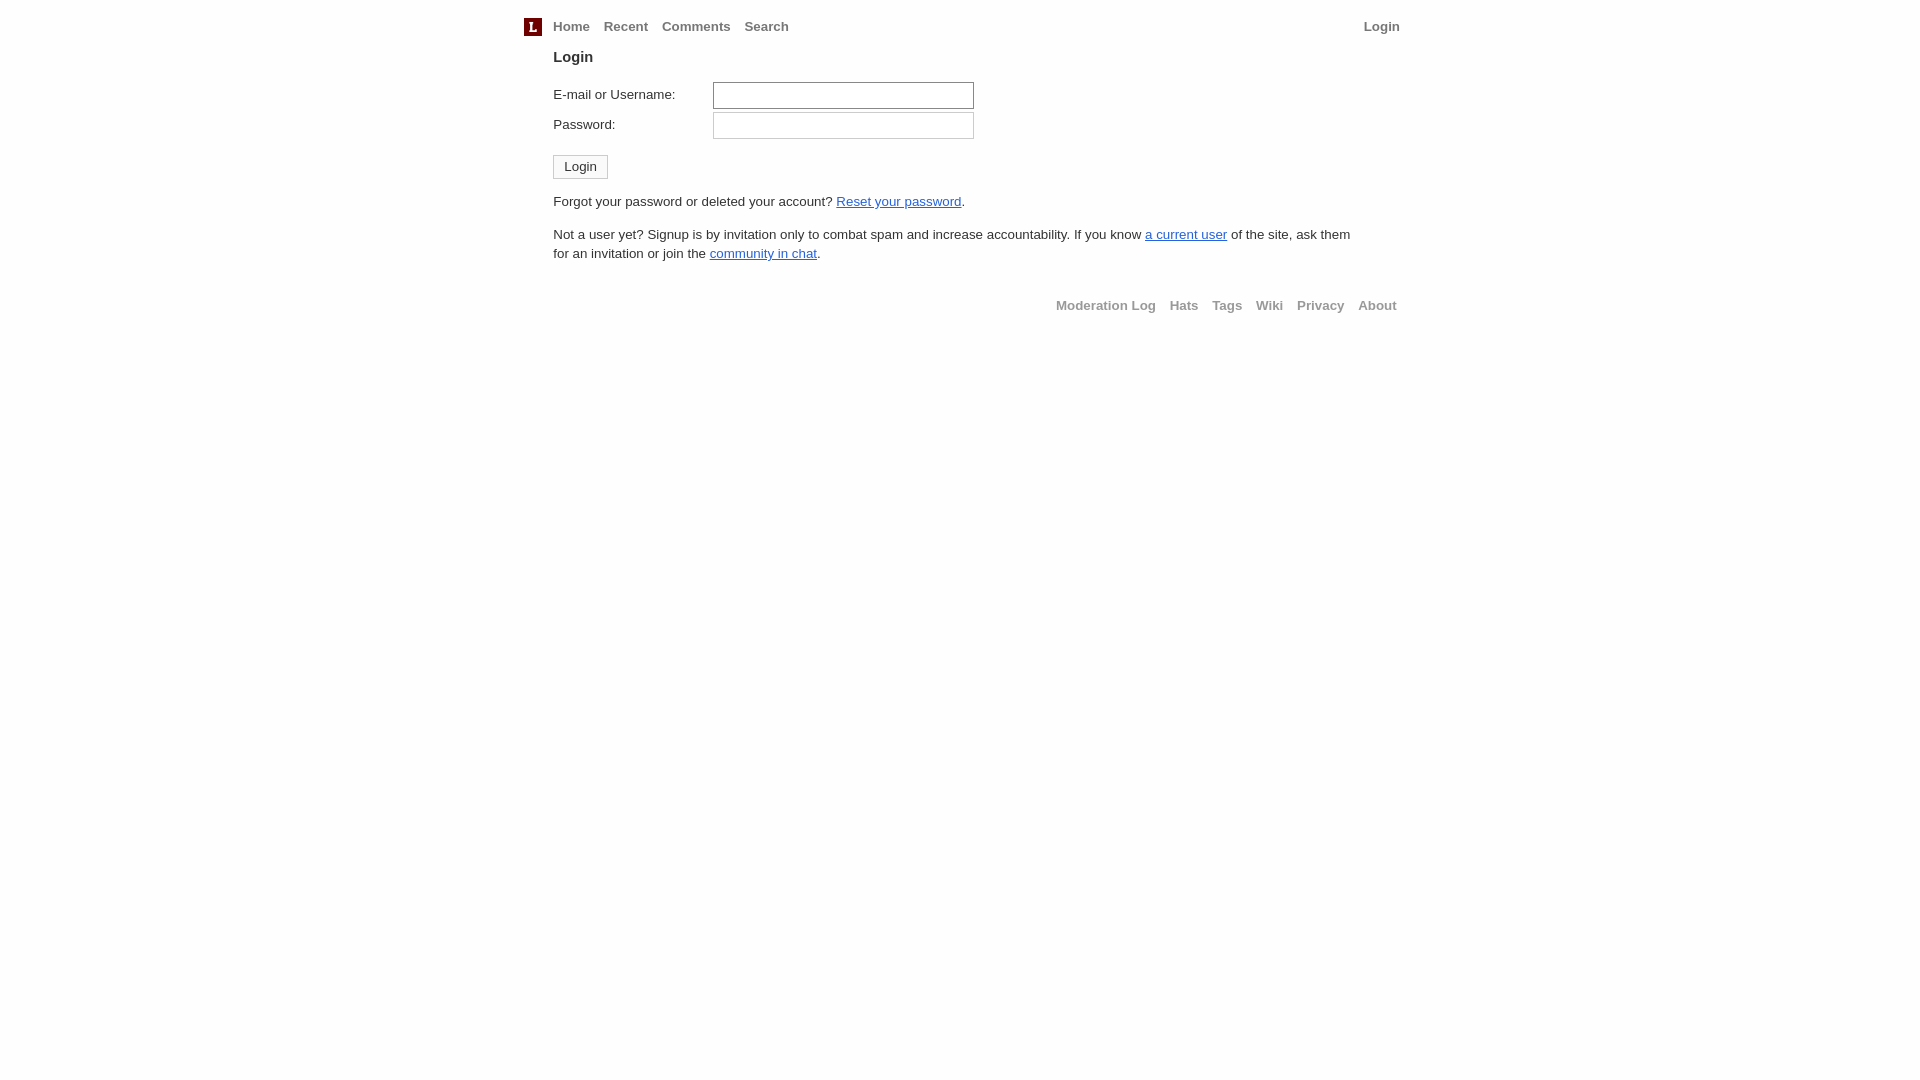 L Home Recent Comments Search Login
Login
E-mail or Username:
Password:
Login
Forgot your password or deleted your account? Reset your password.
Not a user yet? Signup is by invitation only to combat spam and increase accountability. If you know a current user of the site, ask them
for an invitation or join the community in chat.
Moderation Log Hats Tags Wiki Privacy About